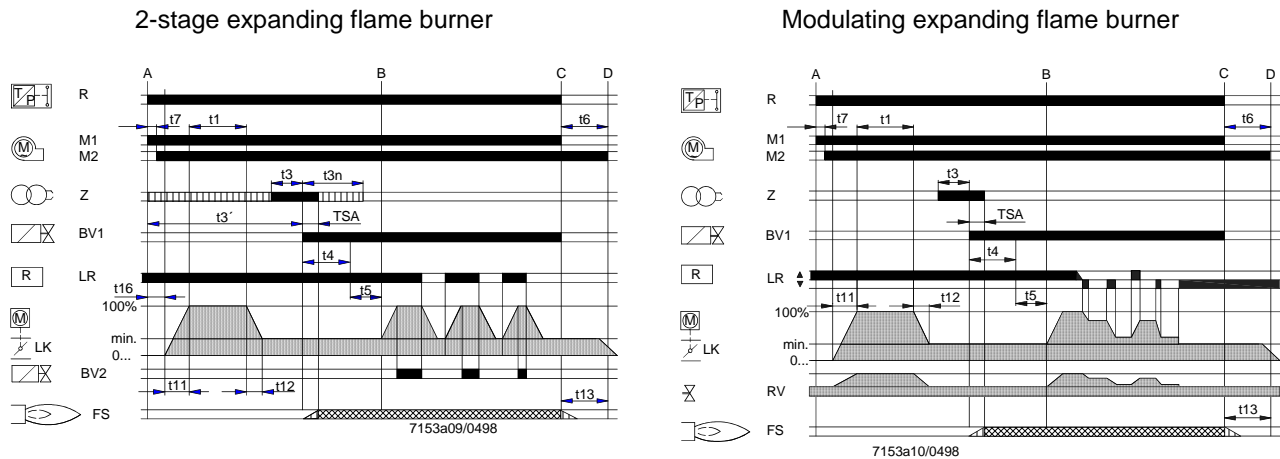 2-stage expanding flame burner
A B C D
T P R
t7 t1 t6
M M1
M2
t3 t3n
Z
t3´ TSA
BV1
t4
R LR
t16 t5
100%
M
min.
LK
0...
BV2
t11 t12 t13
FS
7153a09/0498
Modulating expanding flame burner
A B C D
T P R
t7 t1 t6
M M1
M2
t3
Z
TSA
BV1
t4
R LR
t11 t12 t5
100%
M
min.
LK
0...
RV
t13
FS
7153a10/0498